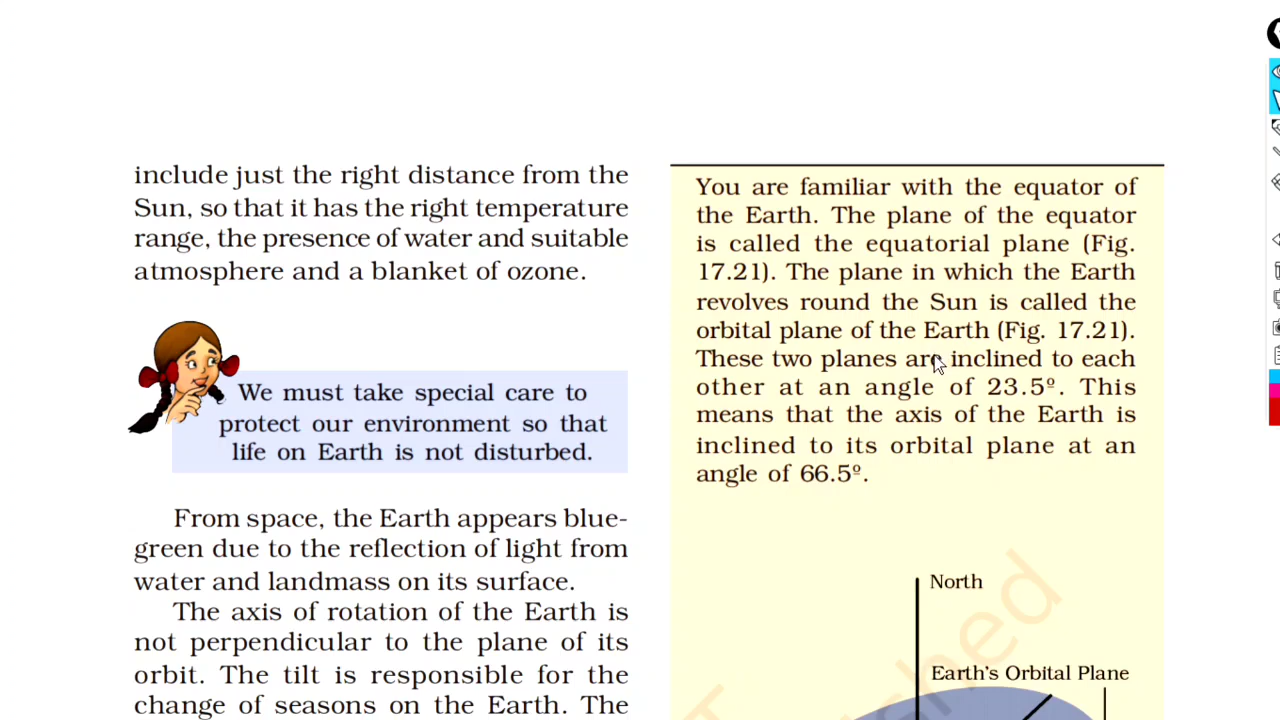 include just the right distance from the
Sun, so that it has the right temperature
range, the presence of water and suitable
atmosphere and a blanket of ozone.
We must take special care to
protect our environment so that
life on Earth is not disturbed.
From space, the Earth appears blue-
green due to the reflection of light from
water and landmass on its surface.
The axis of rotation of the Earth is
not perpendicular to the plane of its
orbit. The tilt is responsible for the
change of seasons on the Earth. The
You are familiar with the equator of
the Earth. The plane of the equator
is called the equatorial plane (Fig.
17.21). The plane in which the Earth
revolves round the Sun is called the
orbital plane of the Earth (Fig. 17.21).
These two planes are inclined to each
other at an angle of 23.5º. This
means that the axis of the Earth is
inclined to its orbital plane at an
angle of 66.5º.
North
Earth's Orbital Plane